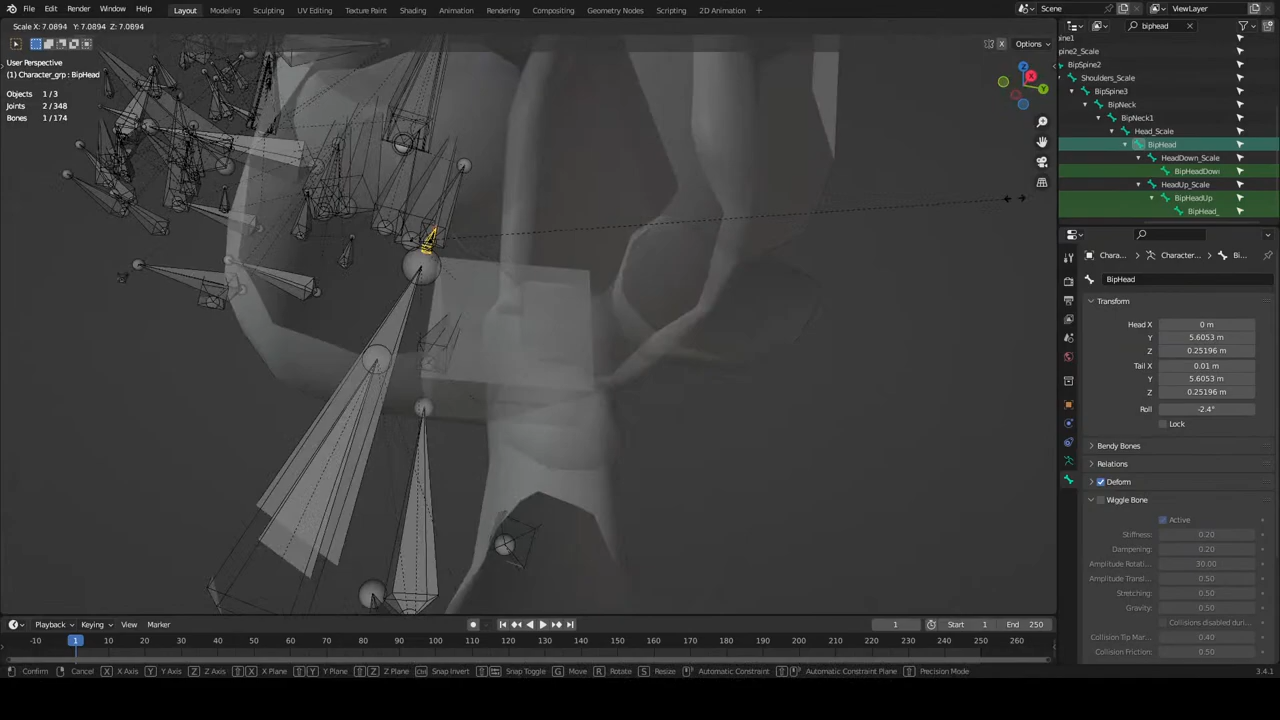 File Edit Render Window Help Layout Modeling Sculpting UV Editing Texture Paint Shading Animation Rendering Compositing Geometry Nodes 2D Animation + Scene ViewLayer
Scale X: 7.0894 Y: 7.0894 Z: 7.0894
X Options
User Perspective
(1) Character_grp : BipHead
Objects 1/3
Joints 2/348
Bones 1/174
Z
X
Y
biphead
pine1
pine2_Scale
BipSpine2
Shoulders_Scale
BipSpine3
BipNeck
BipNeck1
Head_Scale
BipHead
HeadDown_Scale
BipHeadDown
HeadUp_Scale
BipHeadUp
BipHead_
Chara... Character... Bi...
BipHead
Transform
Head X 0 m
Y 5.6053 m
Z 0.25196 m
Tail X 0.01 m
Y 5.6053 m
Z 0.25196 m
Roll -2.4°
Lock
Bendy Bones
Relations
Deform
Wiggle Bone
Active
Stiffness: 0.20
Dampening: 0.20
Amplitude Rotati... 30.00
Amplitude Transl... 0.50
Stretching: 0.50
Gravity: 0.50
Collisions disabled duri...
Collision Tip Mar... 0.40
Collision Friction: 0.50
Playback Keying View Marker 1 Start 1 End 250
-10 1 10 20 30 40 50 60 70 80 90 100 110 120 130 140 150 160 170 180 190 200 210 220 230 240 250 260
Confirm Cancel X X Axis Y Y Axis Z Z Axis X X Plane Y Y Plane Z Z Plane Ctrl Snap Invert Snap Toggle G Move R Rotate S Resize Automatic Constraint Automatic Constraint Plane Precision Mode 3.4.1